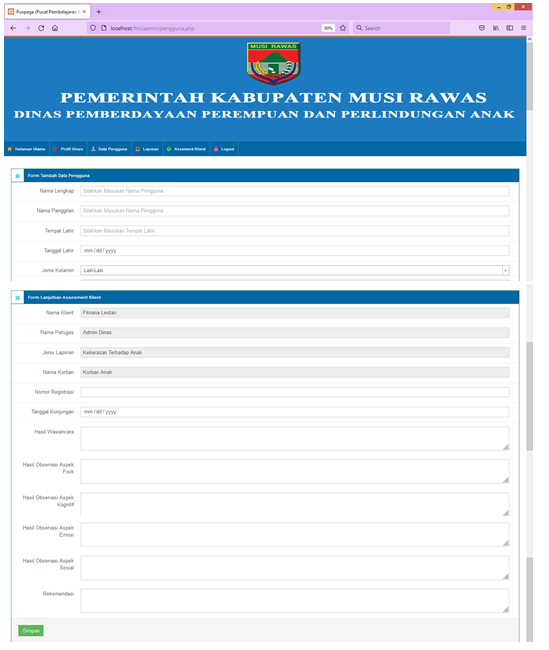 Puspaga (Pusat Pembelajaran
localhost/fitri/admin/pengguna.php
90%
Search
MUSI RAWAS
PEMERINTAH KABUPATEN MUSI RAWAS
DINAS PEMBERDAYAAN PEREMPUAN DAN PERLINDUNGAN ANAK
Halaman Utama Profil Dinas Data Pengguna Laporan Assesment Klient Logout
Form Tambah Data Pengguna
Nama Lengkap Silahkan Masukan Nama Pengguna
Nama Panggilan Silahkan Masukan Nama Pengguna
Tempat Lahir Silahkan Masukan Tempat Lahir
Tanggal Lahir mm/dd/yyyy
Jenis Kelamin Laki-Laki
Form Lanjutkan Assesment Klient
Nama Klient Fitriana Lestari
Nama Petugas Admin Dinas
Jenis Laporan Kekerasan Terhadap Anak
Nama Korban Korban Anak
Nomor Registrasi
Tanggal Kunjungan mm/dd/yyyy
Hasil Wawancara
Hasil Observasi Aspek
Fisik
Hasil Observasi Aspek
Kognitif
Hasil Observasi Aspek
Emosi
Hasil Observasi Aspek
Sosial
Rekomendasi
Simpan